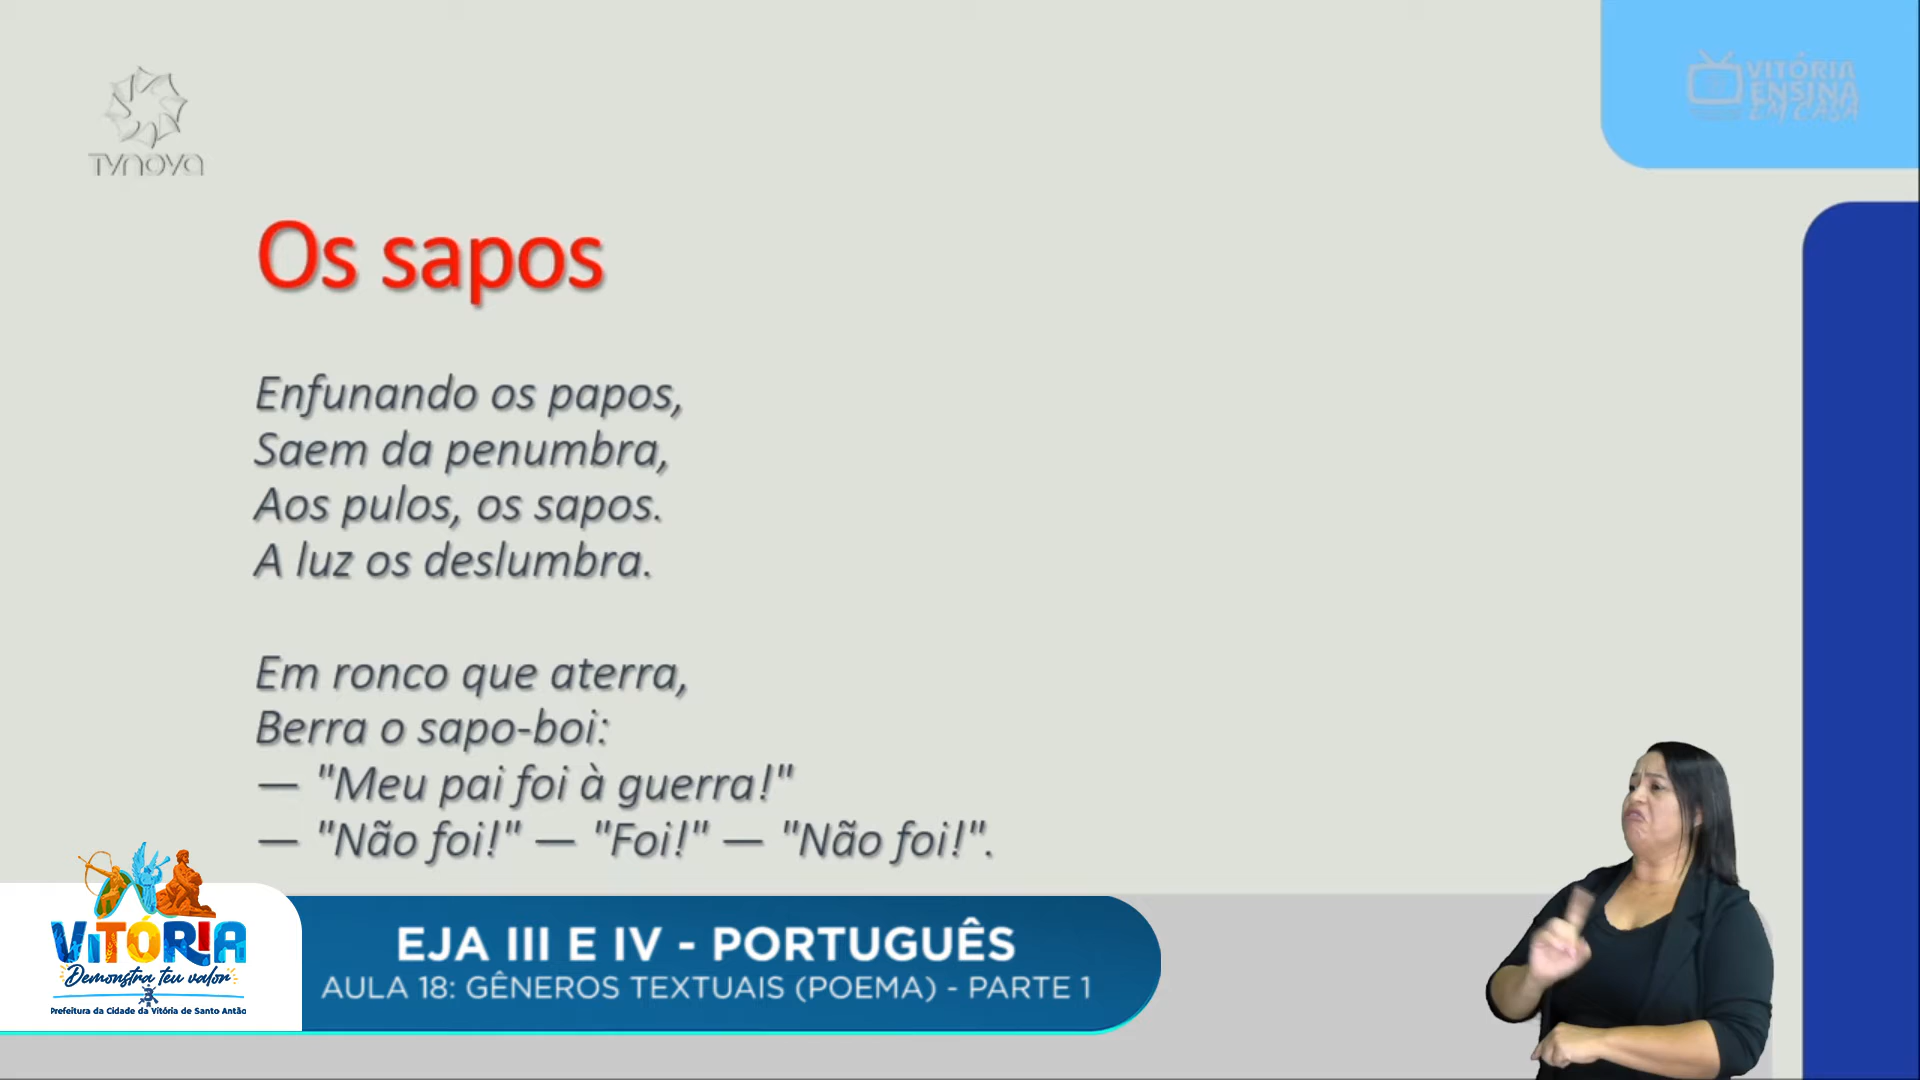 TVNOVA
VITÓRIA
ENSINA
EM CASA
Os sapos
Enfunando os papos,
Saem da penumbra,
Aos pulos, os sapos.
A luz os deslumbra.
Em ronco que aterra,
Berra o sapo-boi:
— "Meu pai foi à guerra!"
— "Não foi!" — "Foi!" — "Não foi!".
VITÓRIA
Demonstra teu valor
Prefeitura da Cidade da Vitória de Santo Antão
EJA III E IV - PORTUGUÊS
AULA 18: GÊNEROS TEXTUAIS (POEMA) - PARTE 1